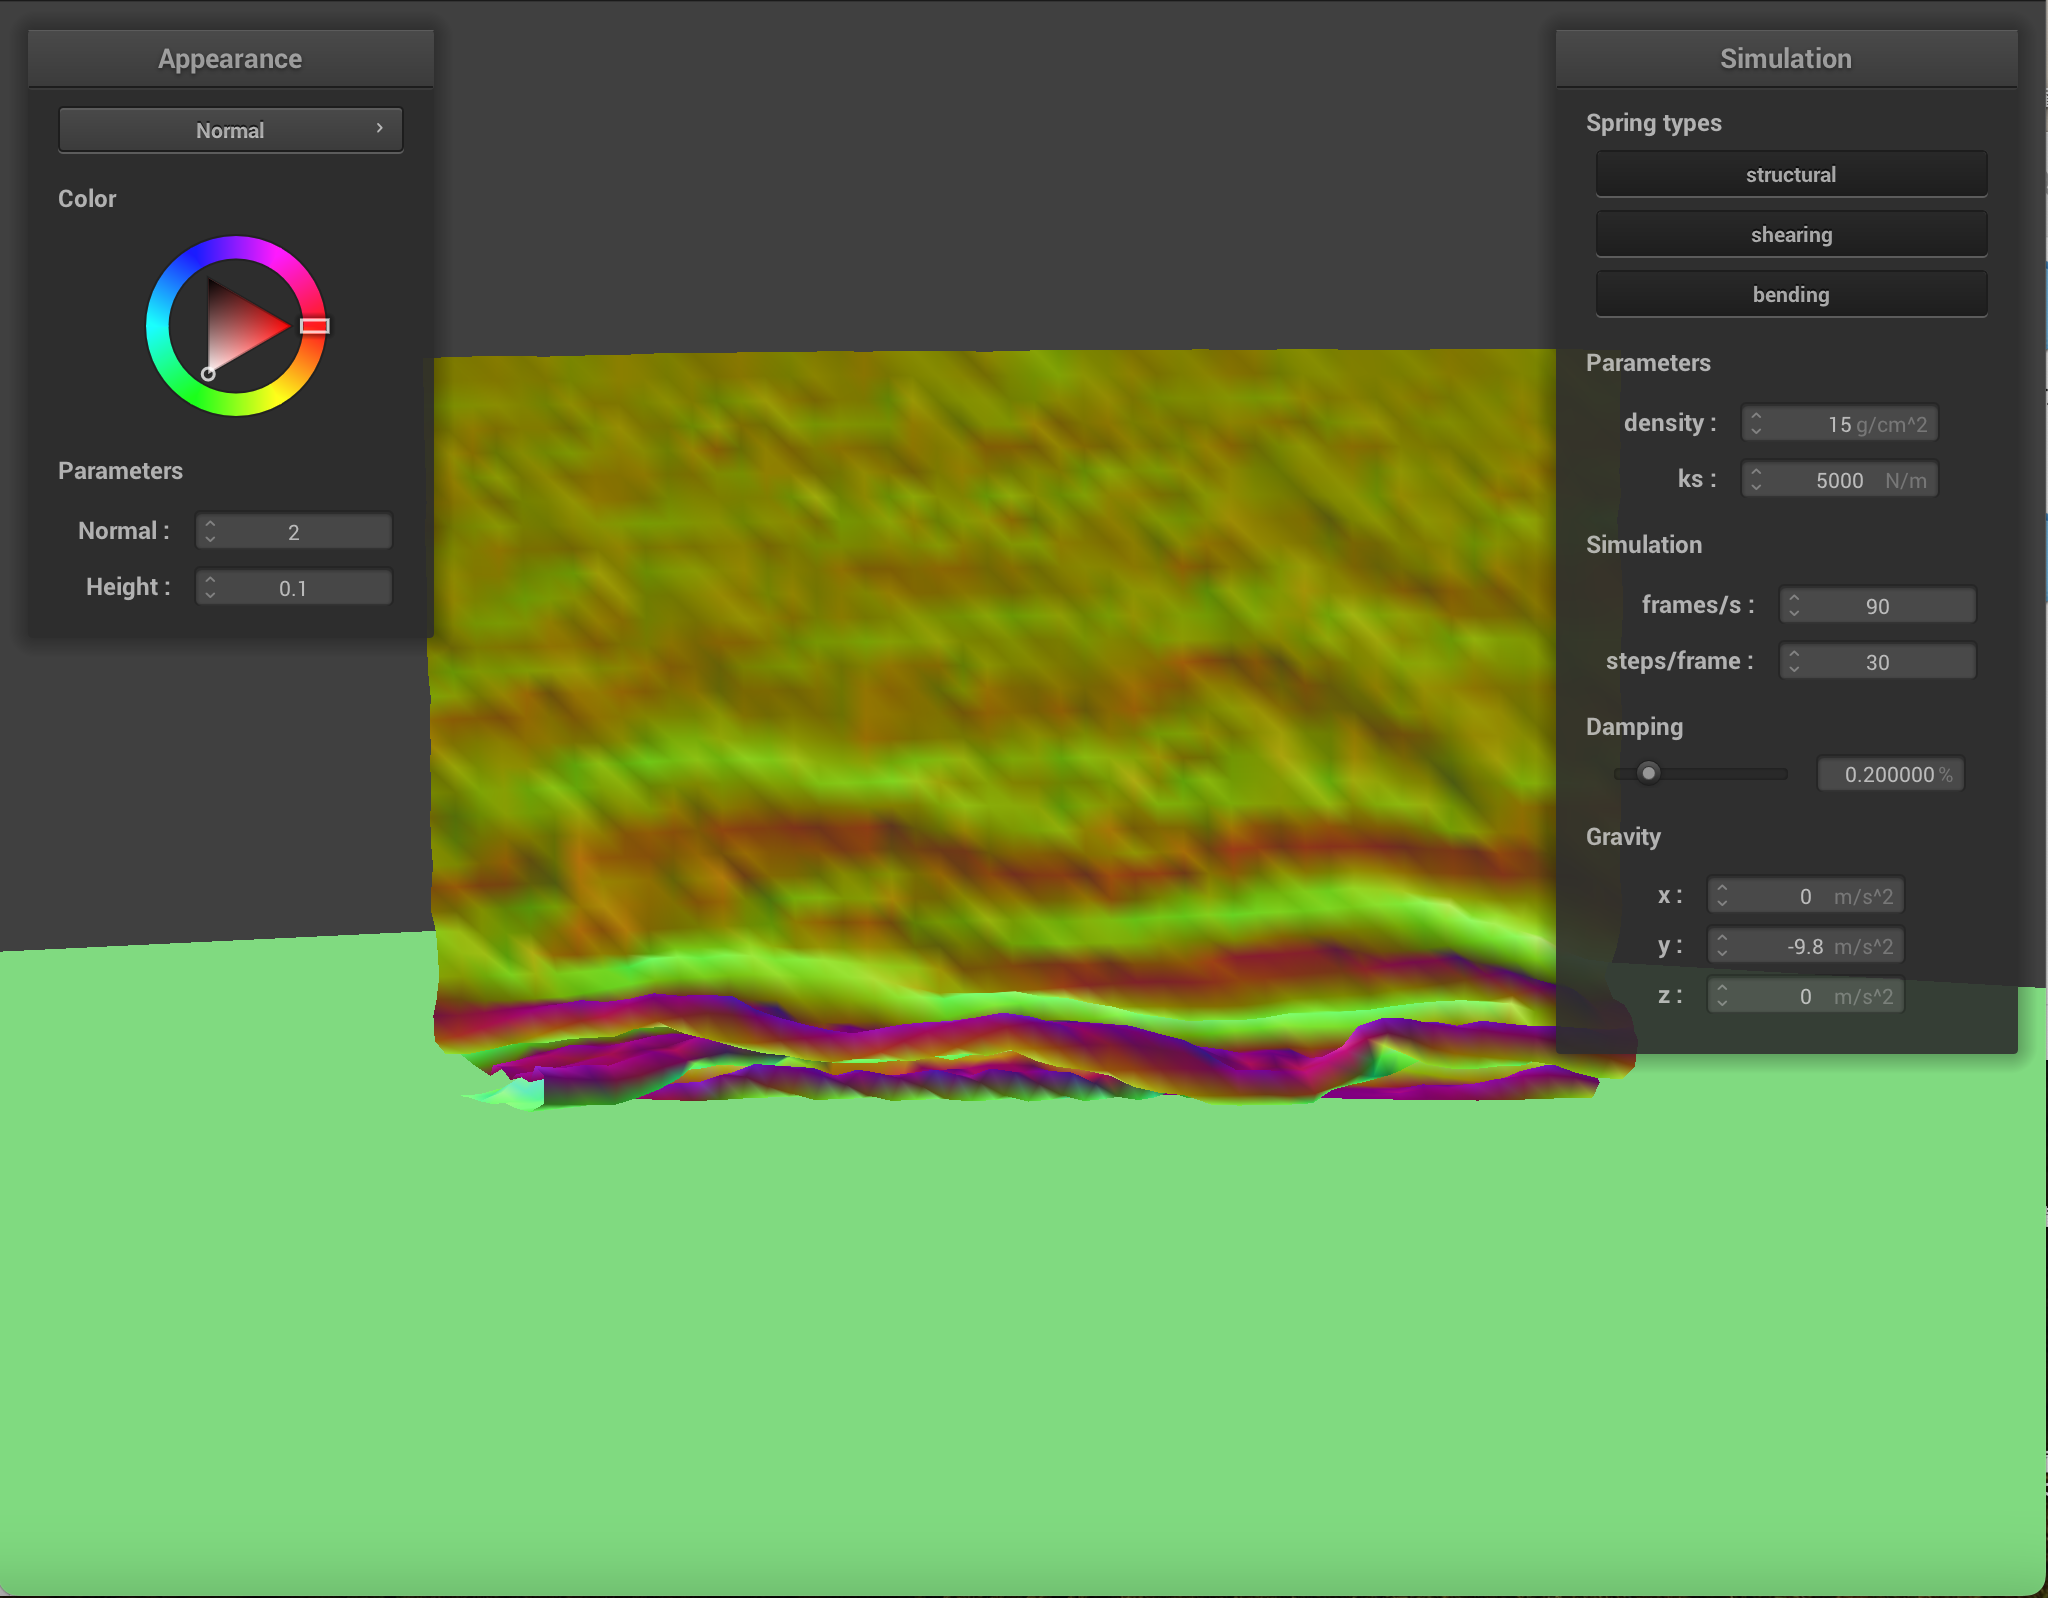 Appearance
Normal
Color
Parameters
Normal :
2
Height :
0.1
Simulation
Spring types
structural
shearing
bending
Parameters
density :
15 g/cm^2
ks :
5000 N/m
Simulation
frames/s :
90
steps/frame :
30
Damping
0.200000 %
Gravity
x :
0 m/s^2
y :
-9.8 m/s^2
z :
0 m/s^2